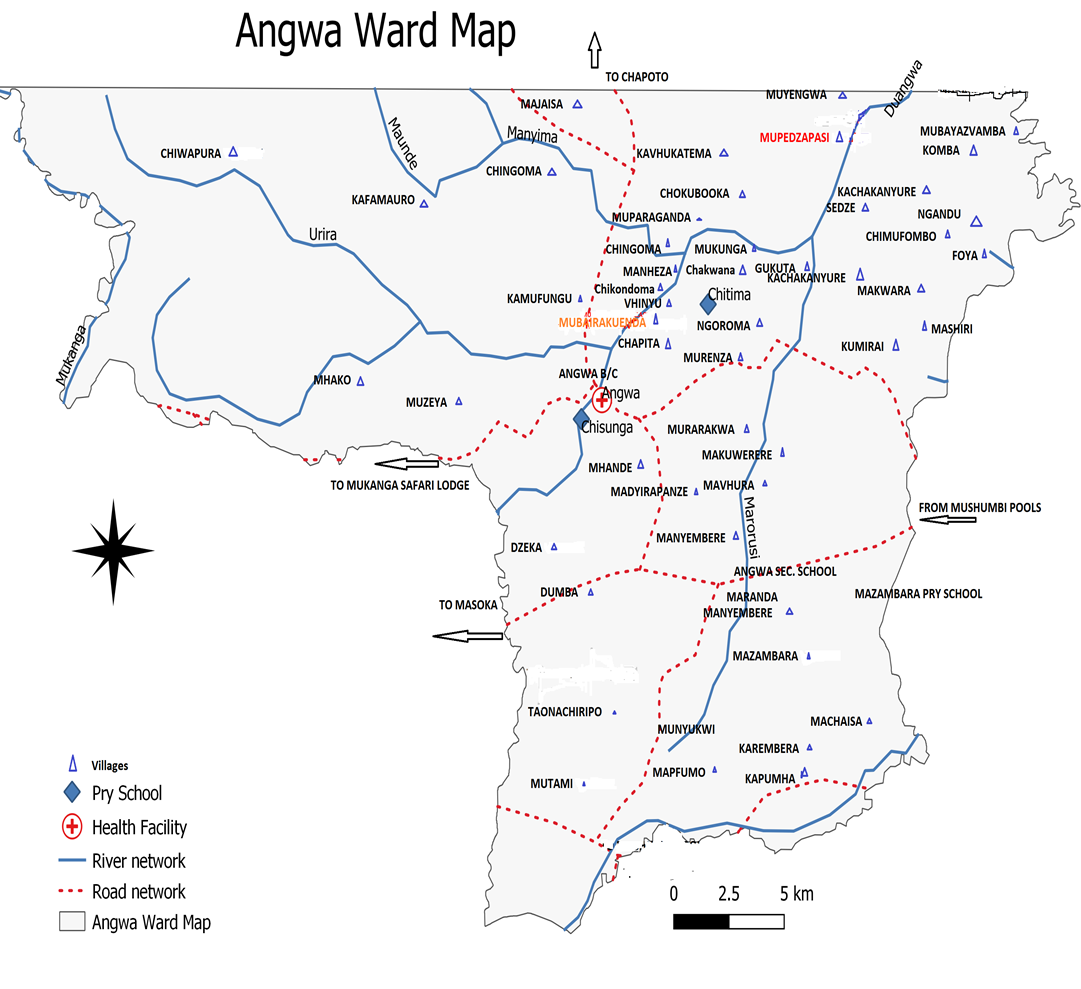 Angwa Ward Map
TO CHAPOTO
MAJAISA
MUYENGWA
Duangwa
Maunde
Manyima
MUPEDZAPASI
MUBAYAZVAMBA
CHIWAPURA
KAVHUKATEMA
KOMBA
CHINGOMA
KAFAMAURO
CHOKUBOOKA
KACHAKANYURE
SEDZE
MUPARAGANDA
NGANDU
Urira
CHIMUFOMBO
CHINGOMA
MUKUNGA
FOYA
MANHEZA
Chakwana
GUKUTA
KACHAKANYURE
Chikondoma
MAKWARA
KAMUFUNGU
VHINYU
Chitima
MUBAIRAKUENDA
NGOROMA
MASHIRI
Mukanga
CHAPITA
KUMIRAI
MURENZA
ANGWA B/C
MHAKO
Angwa
MUZEYA
Chisunga
MURARAKWA
MAKUWERERE
MHANDE
TO MUKANGA SAFARI LODGE
MADYIRAPANZE
MAVHURA
FROM MUSHUMBI POOLS
Marorusi
MANYEMBERE
DZEKA
ANGWA SEC. SCHOOL
DUMBA
MAZAMBARA PRY SCHOOL
TO MASOKA
MARANDA
MANYEMBERE
MAZAMBARA
TAONACHIRIPO
MACHAISA
MUNYUKWI
KAREMBERA
MAPFUMO
KAPUMHA
MUTAMI
Villages
Pry School
Health Facility
River network
Road network
Angwa Ward Map
0 2.5 5 km